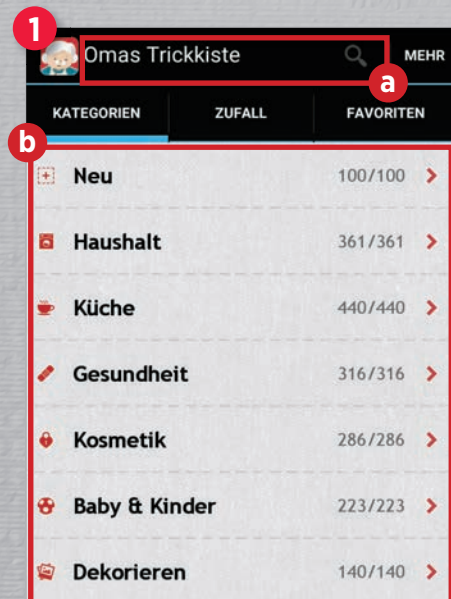 1
Omas Trickkiste
MEHR
a
KATEGORIEN ZUFALL FAVORITEN
b
Neu 100/100
Haushalt 361/361
Küche 440/440
Gesundheit 316/316
Kosmetik 286/286
Baby & Kinder 223/223
Dekorieren 140/140